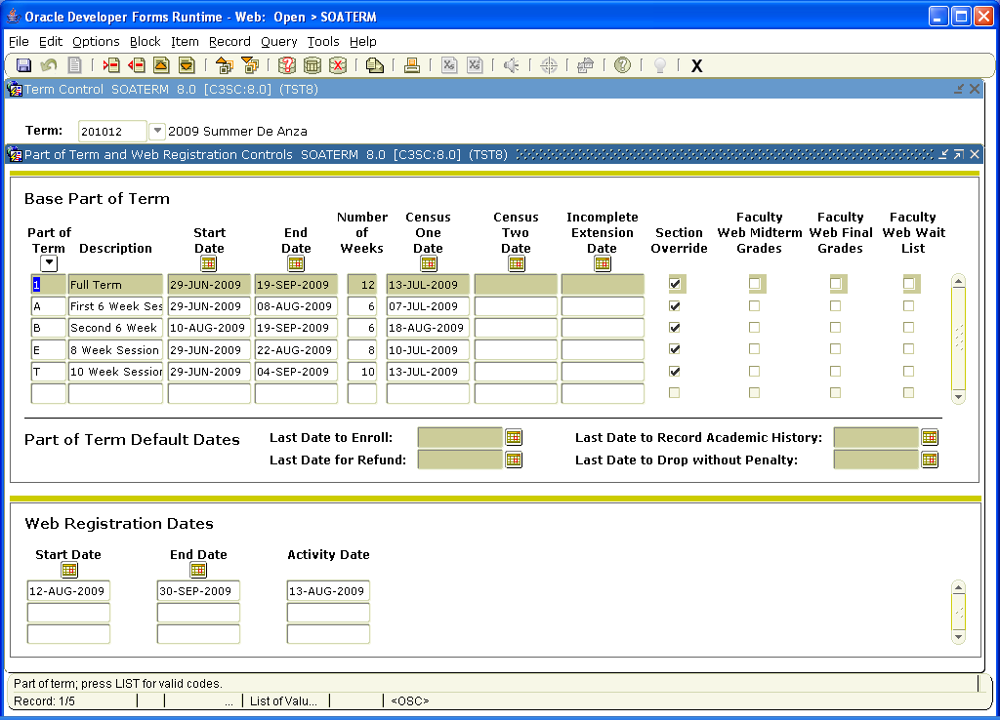 Oracle Developer Forms Runtime - Web: Open > SOATERM
File Edit Options Block Item Record Query Tools Help
X
Term Control SOATERM 8.0 [C3SC:8.0] (TST8)
Term: 201012 2009 Summer De Anza
Part of Term and Web Registration Controls SOATERM 8.0 [C3SC:8.0] (TST8)
Base Part of Term
Part of Term Description Start Date End Date Number of Weeks Census One Date Census Two Date Incomplete Extension Date Section Override Faculty Web Midterm Grades Faculty Web Final Grades Faculty Web Wait List
1 Full Term 29-JUN-2009 19-SEP-2009 12 13-JUL-2009
A First 6 Week Ses 29-JUN-2009 08-AUG-2009 6 07-JUL-2009
B Second 6 Week 10-AUG-2009 19-SEP-2009 6 18-AUG-2009
E 8 Week Session 29-JUN-2009 22-AUG-2009 8 10-JUL-2009
T 10 Week Session 29-JUN-2009 04-SEP-2009 10 13-JUL-2009
Part of Term Default Dates
Last Date to Enroll: Last Date to Record Academic History:
Last Date for Refund: Last Date to Drop without Penalty:
Web Registration Dates
Start Date End Date Activity Date
12-AUG-2009 30-SEP-2009 13-AUG-2009
Part of term; press LIST for valid codes.
Record: 1/5 ... List of Valu... <OSC>